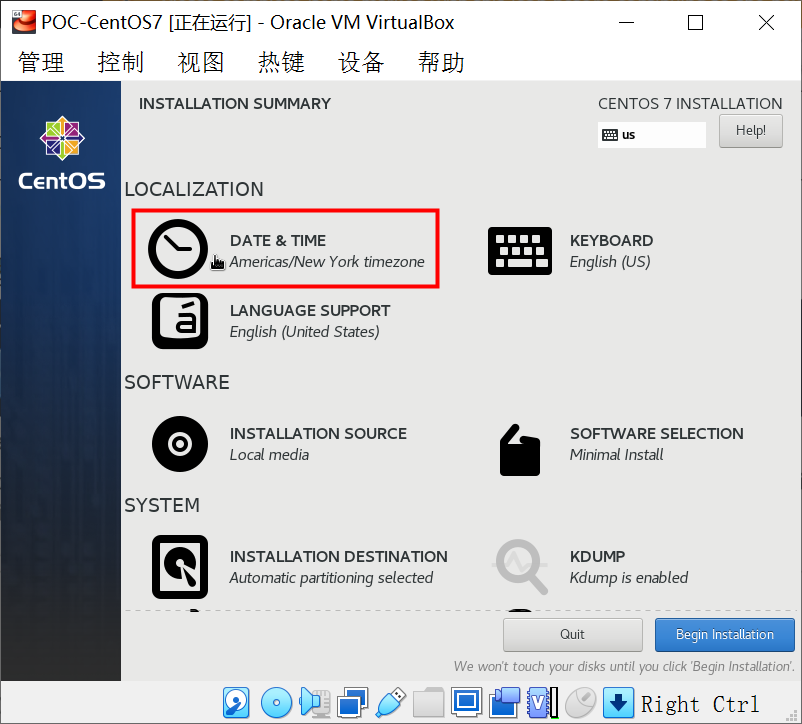 POC-CentOS7 [正在运行] - Oracle VM VirtualBox
管理 控制 视图 热键 设备 帮助
INSTALLATION SUMMARY
CENTOS 7 INSTALLATION
us
Help!
CentOS
LOCALIZATION
DATE & TIME
Americas/New York timezone
KEYBOARD
English (US)
LANGUAGE SUPPORT
English (United States)
SOFTWARE
INSTALLATION SOURCE
Local media
SOFTWARE SELECTION
Minimal Install
SYSTEM
INSTALLATION DESTINATION
Automatic partitioning selected
KDUMP
Kdump is enabled
Quit
Begin Installation
We won't touch your disks until you click 'Begin Installation'.
Right Ctrl